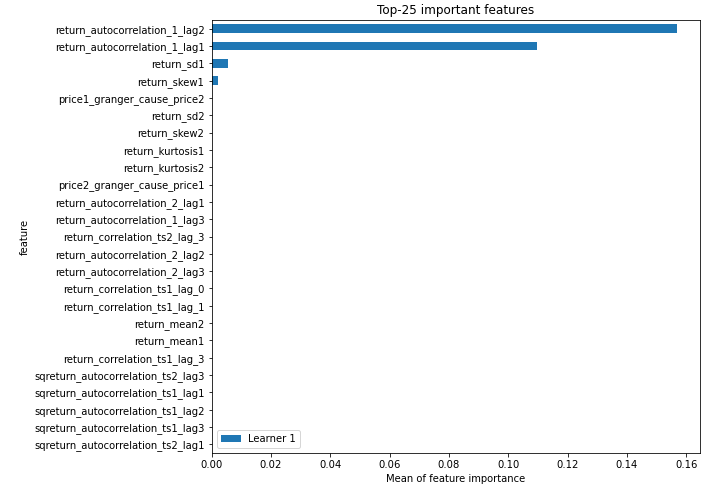 Top-25 important features
return_autocorrelation_1_lag2
return_autocorrelation_1_lag1
return_sd1
return_skew1
price1_granger_cause_price2
return_sd2
return_skew2
return_kurtosis1
return_kurtosis2
price2_granger_cause_price1
return_autocorrelation_2_lag1
return_autocorrelation_1_lag3
return_correlation_ts2_lag_3
return_autocorrelation_2_lag2
return_autocorrelation_2_lag3
return_correlation_ts1_lag_0
return_correlation_ts1_lag_1
return_mean2
return_mean1
return_correlation_ts1_lag_3
sqreturn_autocorrelation_ts2_lag3
sqreturn_autocorrelation_ts1_lag1
sqreturn_autocorrelation_ts1_lag2
sqreturn_autocorrelation_ts1_lag3
sqreturn_autocorrelation_ts2_lag1
feature
Learner 1
0.00 0.02 0.04 0.06 0.08 0.10 0.12 0.14 0.16
Mean of feature importance